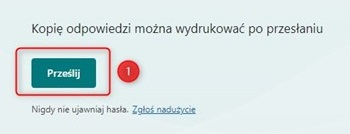 Kopię odpowiedzi można wydrukować po przesłaniu
Prześlij
1
Nigdy nie ujawniaj hasła. Zgłoś nadużycie